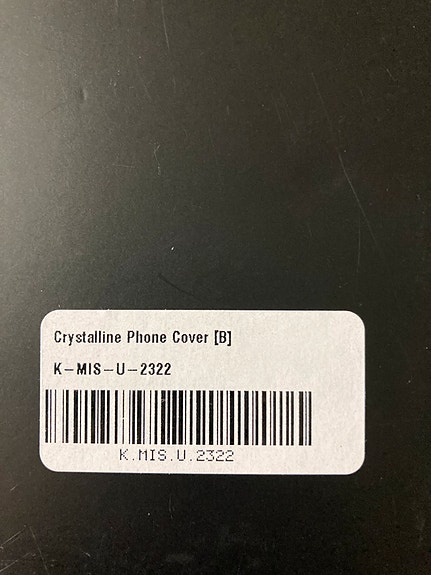 Crystalline Phone Cover [B]
K-MIS-U-2322
K.MIS.U.2322